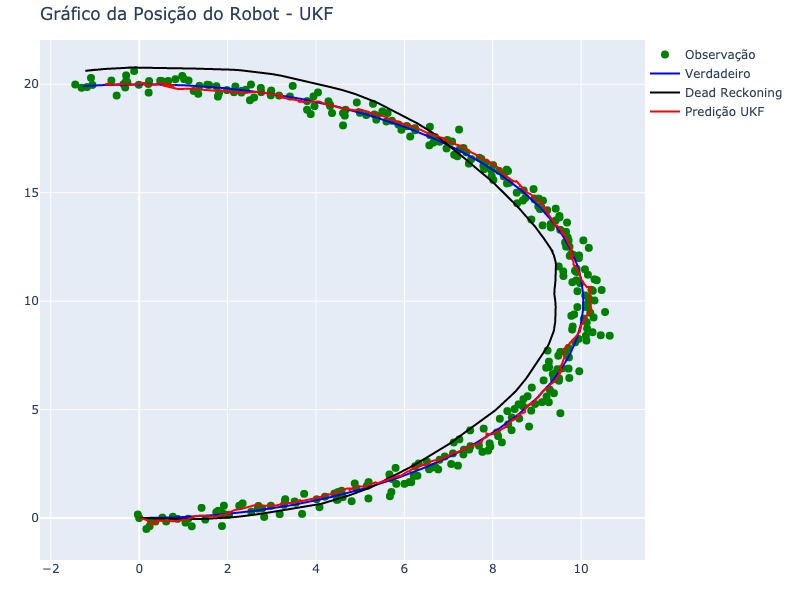 Gráfico da Posição do Robot - UKF
Observação
Verdadeiro
Dead Reckoning
Predição UKF
20
15
10
5
0
−2 0 2 4 6 8 10